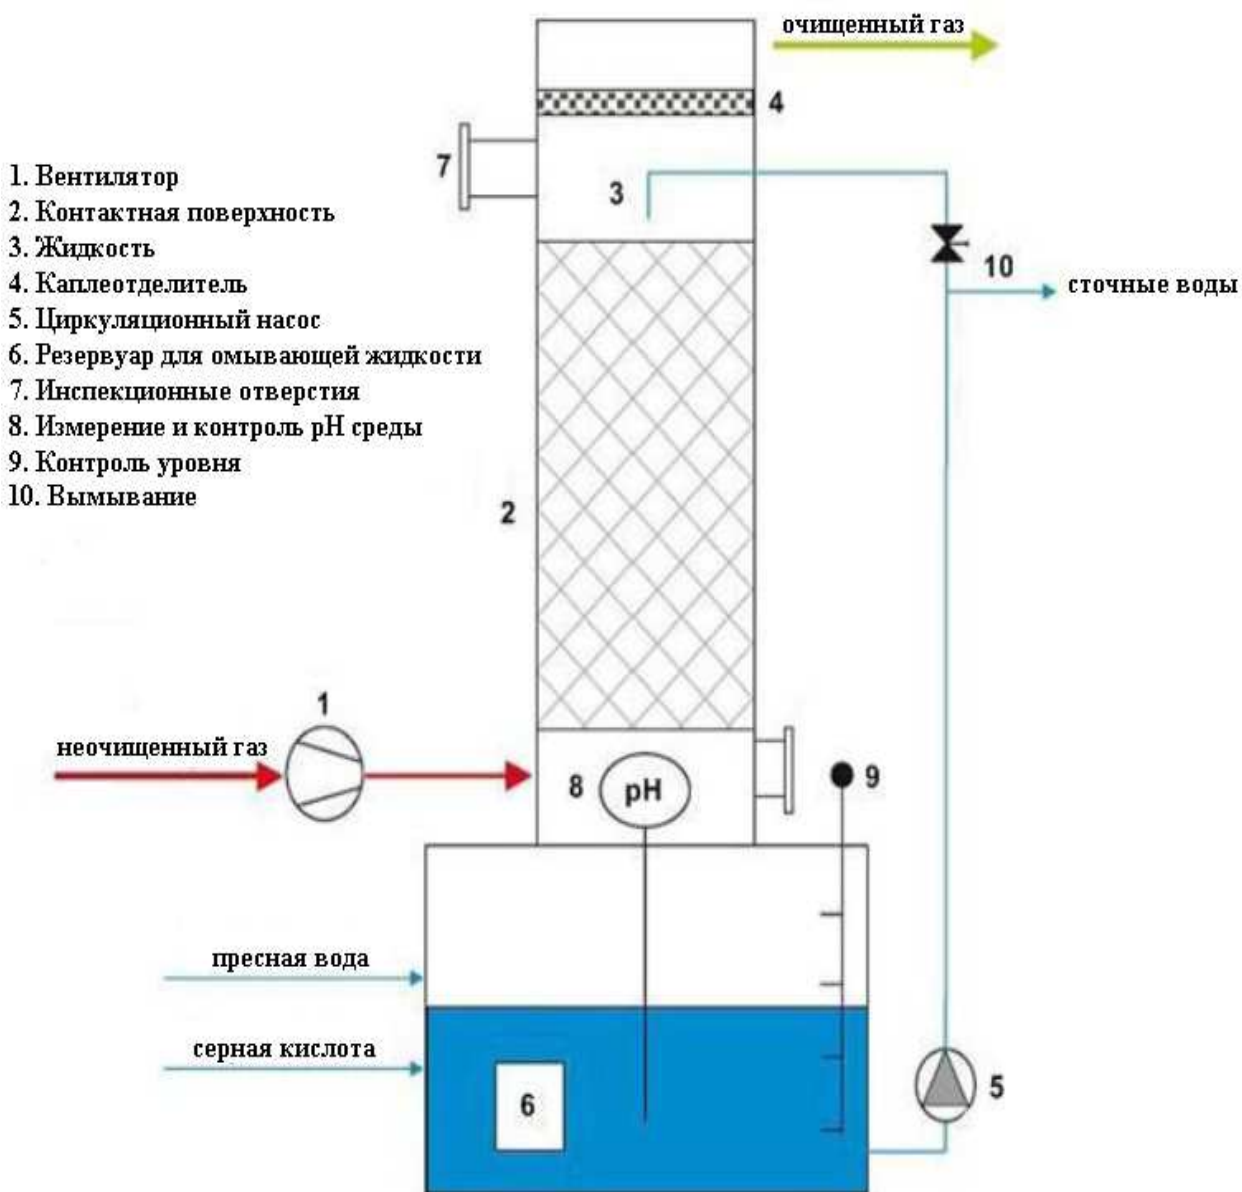 очищенный газ
4
7
1. Вентилятор
2. Контактная поверхность
3. Жидкость
4. Каплеотделитель
5. Циркуляционный насос
6. Резервуар для омывающей жидкости
7. Инспекционные отверстия
8. Измерение и контроль pH среды
9. Контроль уровня
10. Вымывание
3
10
сточные воды
2
1
неочищенный газ
8
pH
9
пресная вода
серная кислота
6
5